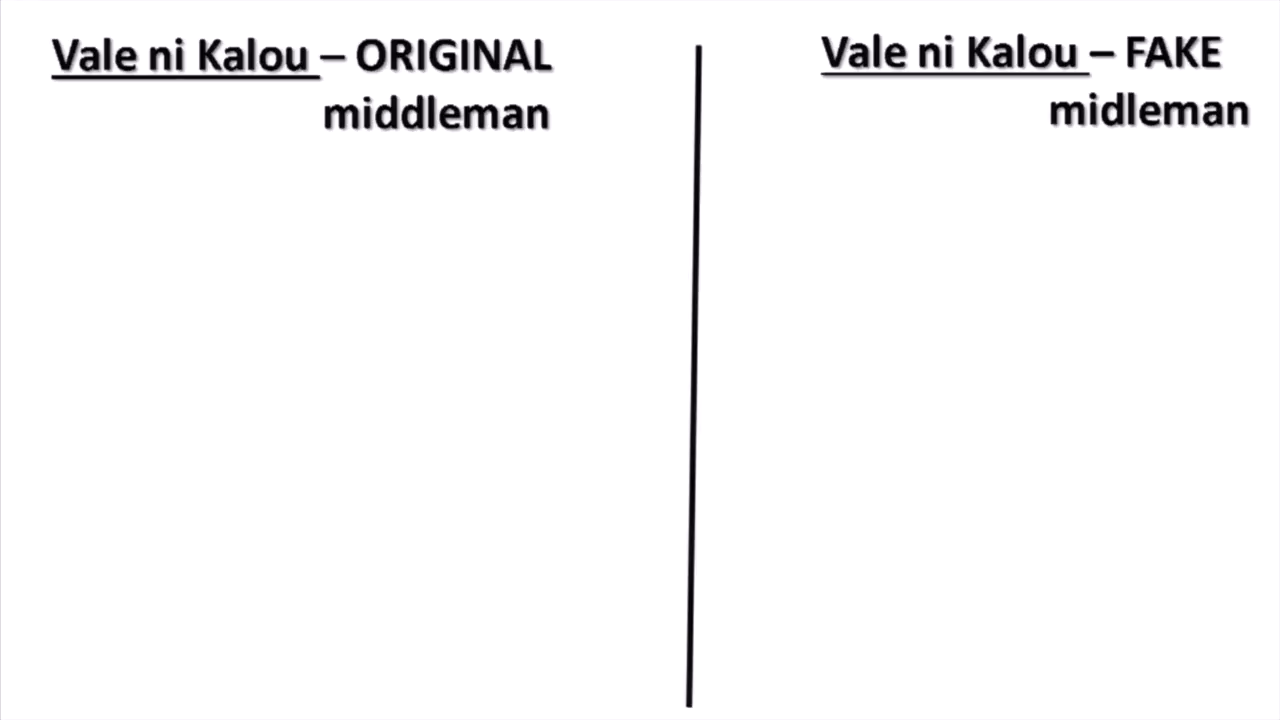 Vale ni Kalou – ORIGINAL
middleman
Vale ni Kalou – FAKE
midleman